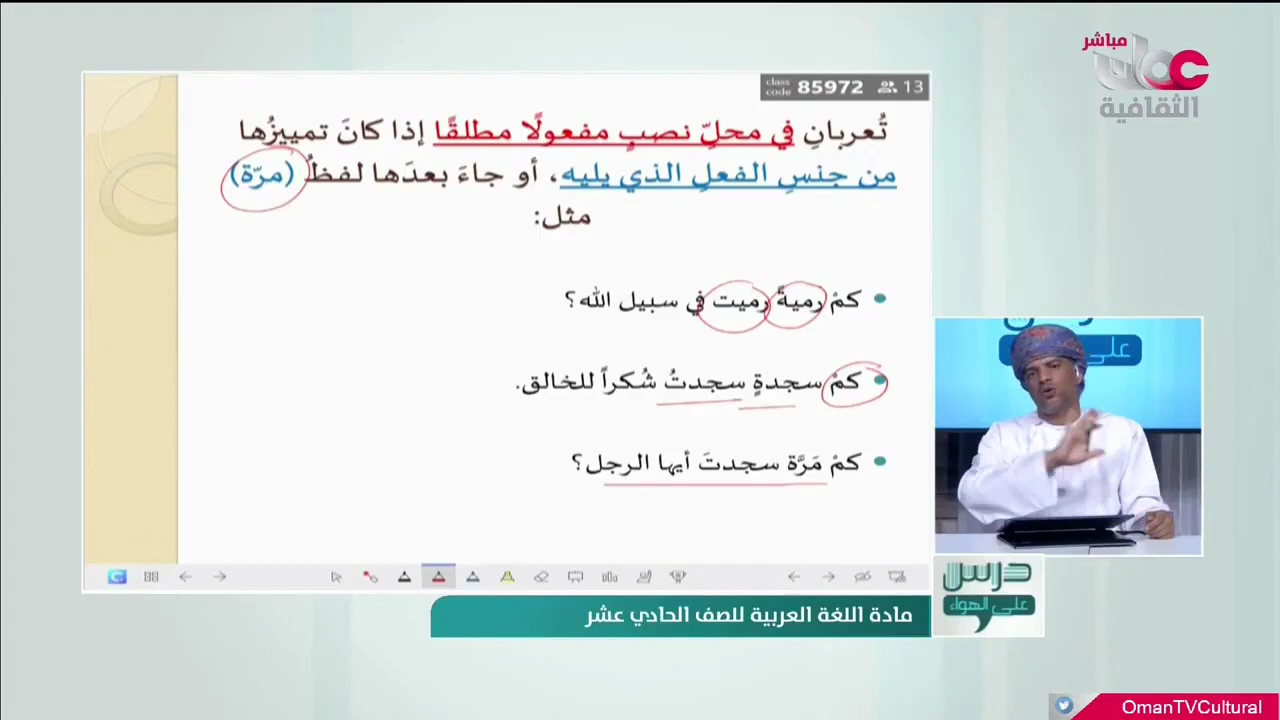 مباشر
عمان
الثقافية
class code 85972 13
تُعربانِ في محلِّ نصبٍ مفعولًا مطلقًا إذا كانَ تمييزُها
من جنسِ الفعلِ الذي يليه، أو جاءَ بعدَها لفظُ (مرّة)
مثل:
كمْ رميةً رميت في سبيل الله؟
كمْ سجدةٍ سجدتُ شُكراً للخالق.
كمْ مَرَّة سجدتَ أيها الرجل؟
على
درس
على الهواء
مادة اللغة العربية للصف الحادي عشر
OmanTVCultural